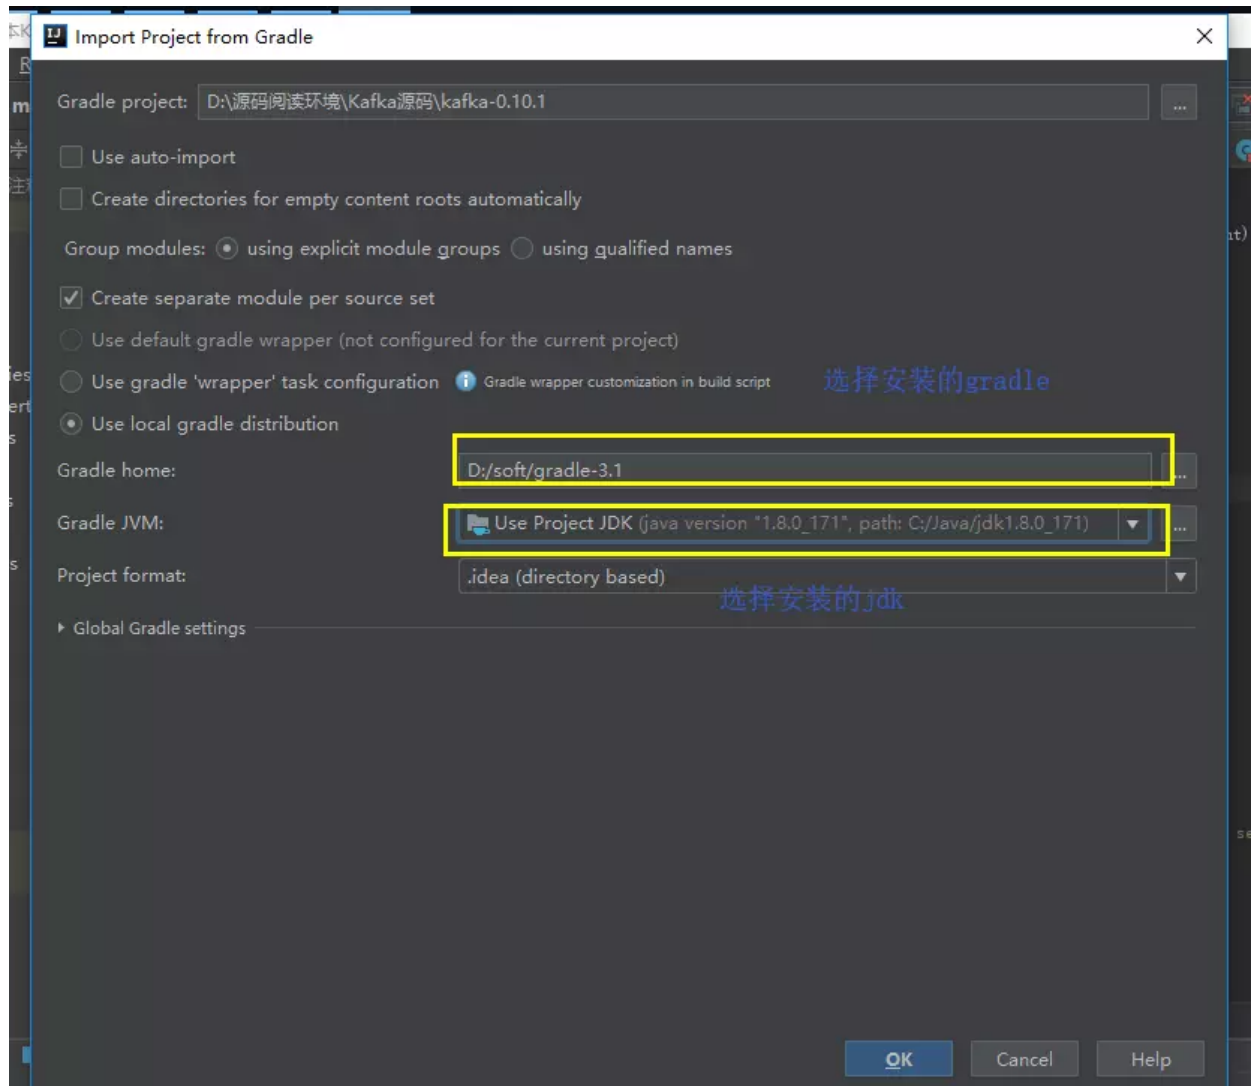 Import Project from Gradle
Gradle project: D:\源码阅读环境\Kafka源码\kafka-0.10.1 ...
Use auto-import
Create directories for empty content roots automatically
Group modules: using explicit module groups using qualified names
Create separate module per source set
Use default gradle wrapper (not configured for the current project)
Use gradle 'wrapper' task configuration Gradle wrapper customization in build script 选择安装的gradle
Use local gradle distribution
Gradle home: D:/soft/gradle-3.1 ...
Gradle JVM: Use Project JDK (java version "1.8.0_171", path: C:/Java/jdk1.8.0_171) ...
Project format: .idea (directory based)
选择安装的jdk
Global Gradle settings
OK Cancel Help